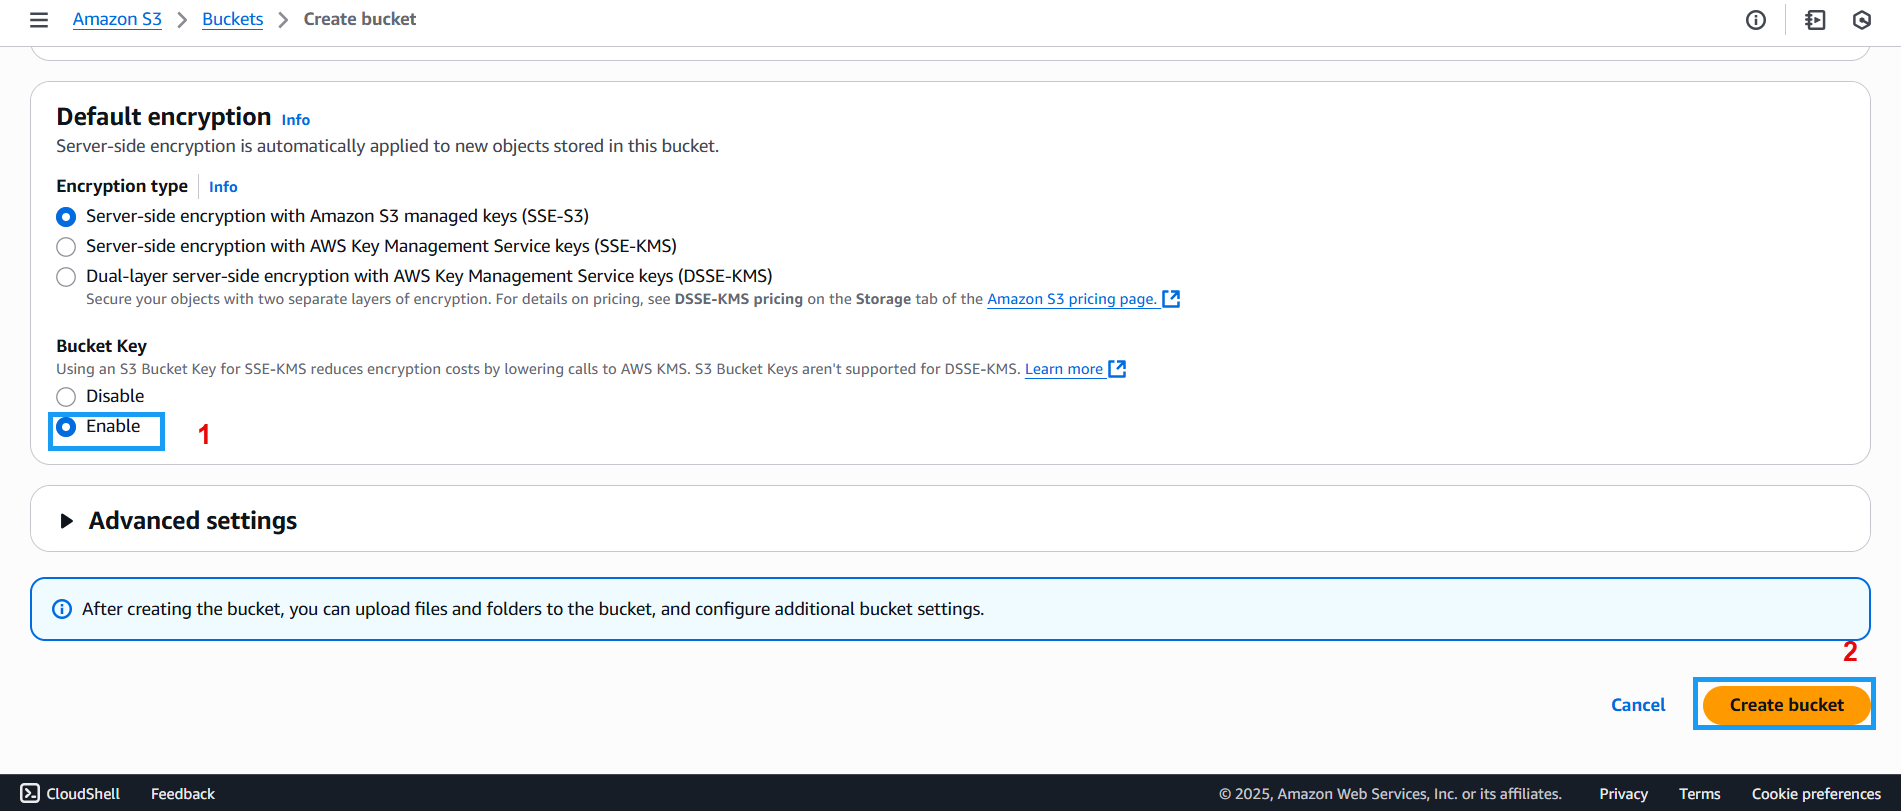 Amazon S3 > Buckets > Create bucket
Default encryption Info
Server-side encryption is automatically applied to new objects stored in this bucket.
Encryption type Info
Server-side encryption with Amazon S3 managed keys (SSE-S3)
Server-side encryption with AWS Key Management Service keys (SSE-KMS)
Dual-layer server-side encryption with AWS Key Management Service keys (DSSE-KMS)
Secure your objects with two separate layers of encryption. For details on pricing, see DSSE-KMS pricing on the Storage tab of the Amazon S3 pricing page.
Bucket Key
Using an S3 Bucket Key for SSE-KMS reduces encryption costs by lowering calls to AWS KMS. S3 Bucket Keys aren't supported for DSSE-KMS. Learn more
Disable
Enable 1
Advanced settings
After creating the bucket, you can upload files and folders to the bucket, and configure additional bucket settings.
2
Cancel Create bucket
CloudShell Feedback © 2025, Amazon Web Services, Inc. or its affiliates. Privacy Terms Cookie preferences